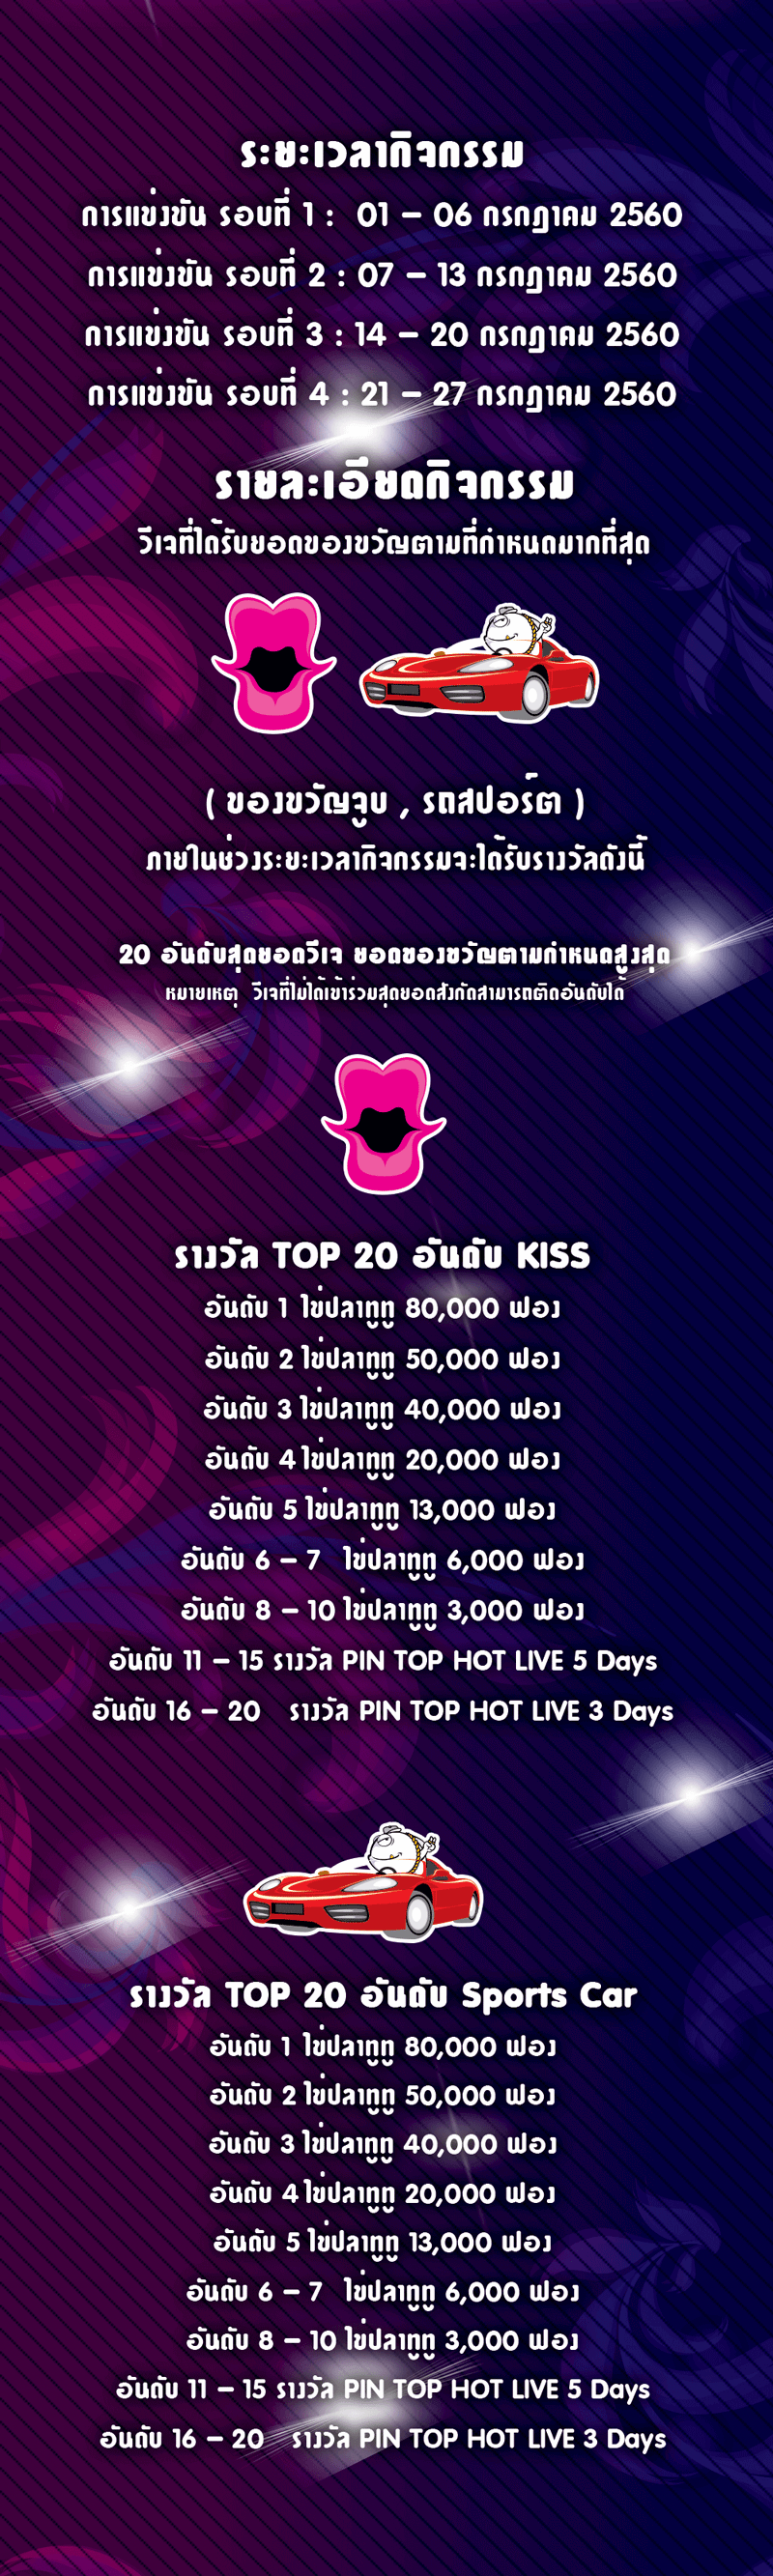 ระยะเวลากิจกรรม
การแข่งขัน รอบที่ 1 : 01 – 06 กรกฎาคม 2560
การแข่งขัน รอบที่ 2 : 07 – 13 กรกฎาคม 2560
การแข่งขัน รอบที่ 3 : 14 – 20 กรกฎาคม 2560
การแข่งขัน รอบที่ 4 : 21 – 27 กรกฎาคม 2560
รายละเอียดกิจกรรม
วีเจที่ได้รับยอดของขวัญตามที่กำหนดมากที่สุด
( ของขวัญจูบ , รถสปอร์ต )
ภายในช่วงระยะเวลากิจกรรมจะได้รับรางวัลดังนี้
20 อันดับสุดยอดวีเจ ยอดของขวัญตามกำหนดสูงสุด
หมายเหตุ วีเจที่ไม่ได้เข้าร่วมสุดยอดสังกัดสามารถติดอันดับได้
รางวัล TOP 20 อันดับ KISS
อันดับ 1 ไข่ปลาทูทู 80,000 ฟอง
อันดับ 2 ไข่ปลาทูทู 50,000 ฟอง
อันดับ 3 ไข่ปลาทูทู 40,000 ฟอง
อันดับ 4 ไข่ปลาทูทู 20,000 ฟอง
อันดับ 5 ไข่ปลาทูทู 13,000 ฟอง
อันดับ 6 – 7 ไข่ปลาทูทู 6,000 ฟอง
อันดับ 8 – 10 ไข่ปลาทูทู 3,000 ฟอง
อันดับ 11 – 15 รางวัล PIN TOP HOT LIVE 5 Days
อันดับ 16 – 20 รางวัล PIN TOP HOT LIVE 3 Days
รางวัล TOP 20 อันดับ Sports Car
อันดับ 1 ไข่ปลาทูทู 80,000 ฟอง
อันดับ 2 ไข่ปลาทูทู 50,000 ฟอง
อันดับ 3 ไข่ปลาทูทู 40,000 ฟอง
อันดับ 4 ไข่ปลาทูทู 20,000 ฟอง
อันดับ 5 ไข่ปลาทูทู 13,000 ฟอง
อันดับ 6 – 7 ไข่ปลาทูทู 6,000 ฟอง
อันดับ 8 – 10 ไข่ปลาทูทู 3,000 ฟอง
อันดับ 11 – 15 รางวัล PIN TOP HOT LIVE 5 Days
อันดับ 16 – 20 รางวัล PIN TOP HOT LIVE 3 Days